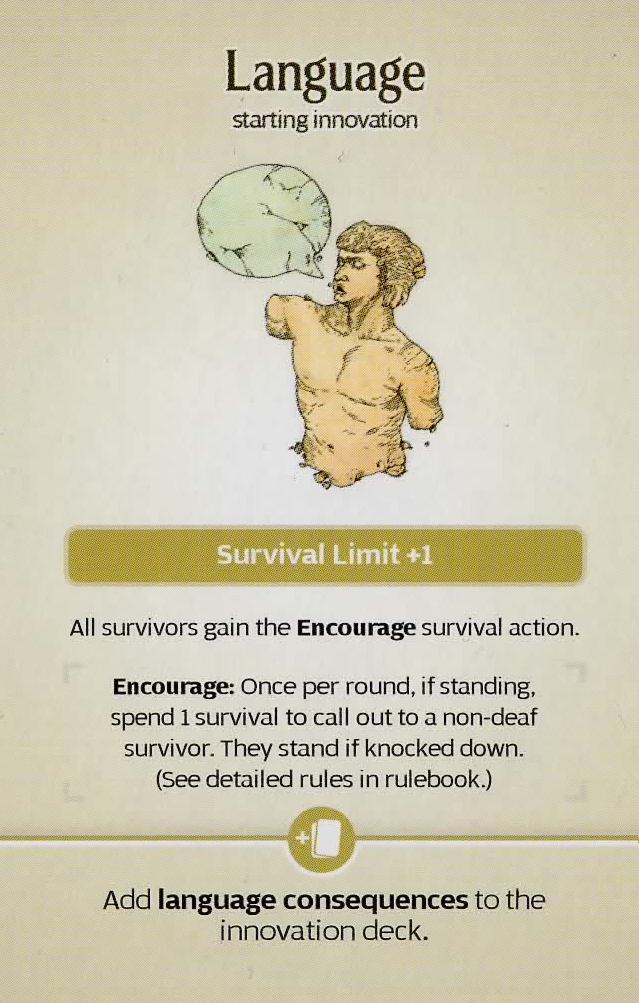 Language
starting innovation
Survival Limit +1
All survivors gain the Encourage survival action.
Encourage: Once per round, if standing,
spend 1 survival to call out to a non-deaf
survivor. They stand if knocked down.
(See detailed rules in rulebook.)
+
Add language consequences to the
innovation deck.